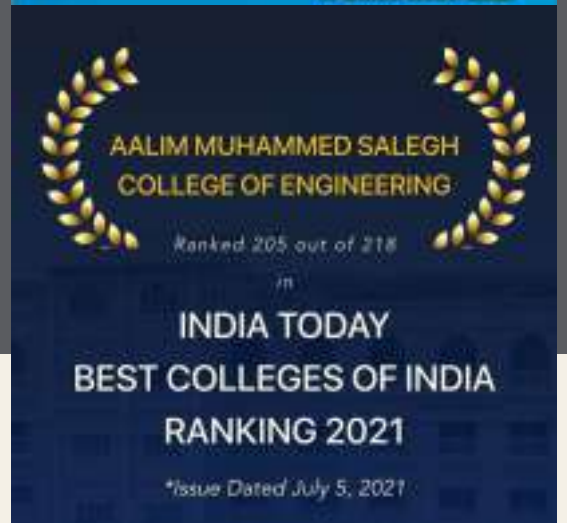 AALIM MUHAMMED SALEGH
COLLEGE OF ENGINEERING
Ranked 205 out of 218
in
INDIA TODAY
BEST COLLEGES OF INDIA
RANKING 2021
*Issue Dated July 5, 2021